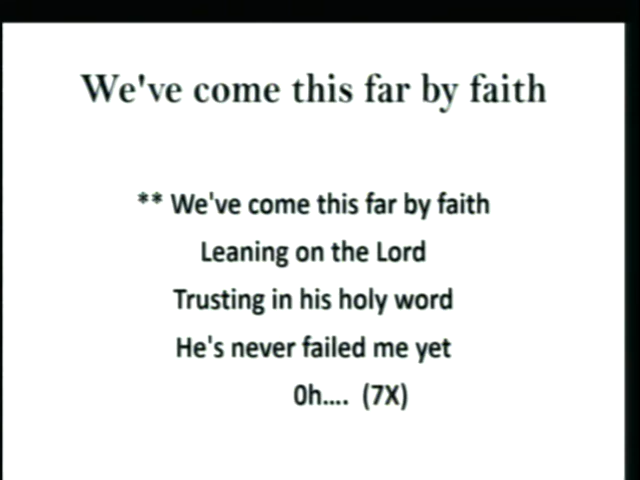 We've come this far by faith
** We've come this far by faith
Leaning on the Lord
Trusting in his holy word
He's never failed me yet
0h.... (7X)